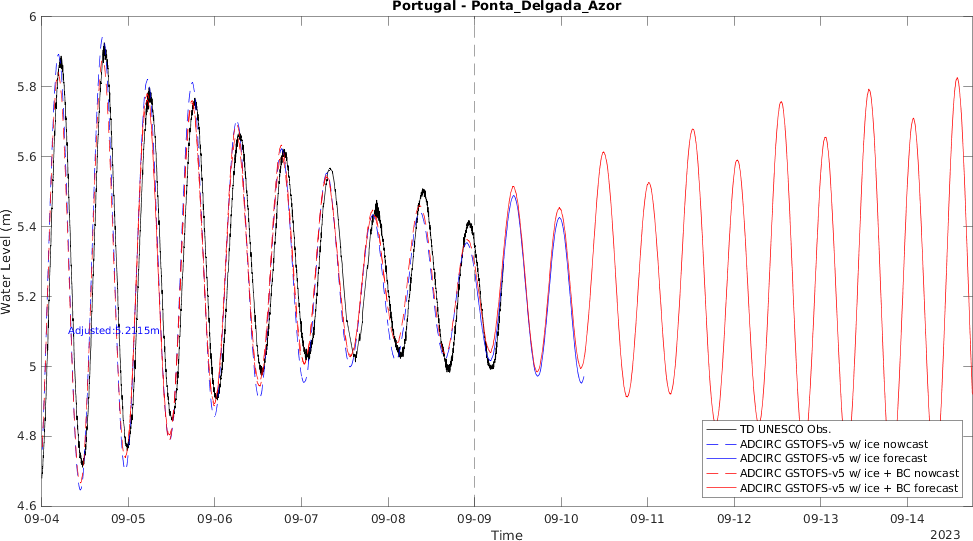 Portugal - Ponta_Delgada_Azor
6
5.8
5.6
5.4
5.2
5
4.8
4.6
Water Level (m)
Adjusted:5.2115m
TD UNESCO Obs.
ADCIRC GSTOFS-v5 w/ ice nowcast
ADCIRC GSTOFS-v5 w/ ice forecast
ADCIRC GSTOFS-v5 w/ ice + BC nowcast
ADCIRC GSTOFS-v5 w/ ice + BC forecast
09-04 09-05 09-06 09-07 09-08 09-09 09-10 09-11 09-12 09-13 09-14
Time
2023